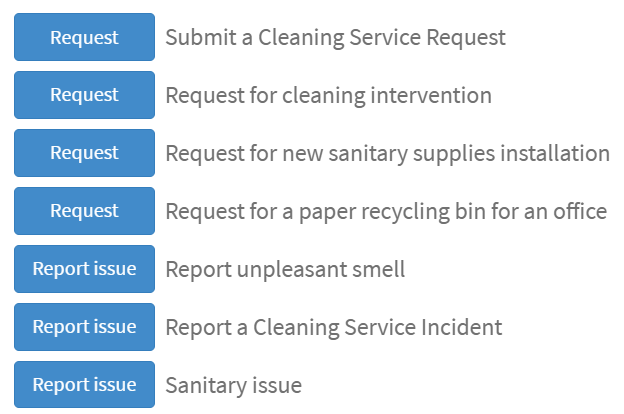 Request Submit a Cleaning Service Request
Request Request for cleaning intervention
Request Request for new sanitary supplies installation
Request Request for a paper recycling bin for an office
Report issue Report unpleasant smell
Report issue Report a Cleaning Service Incident
Report issue Sanitary issue